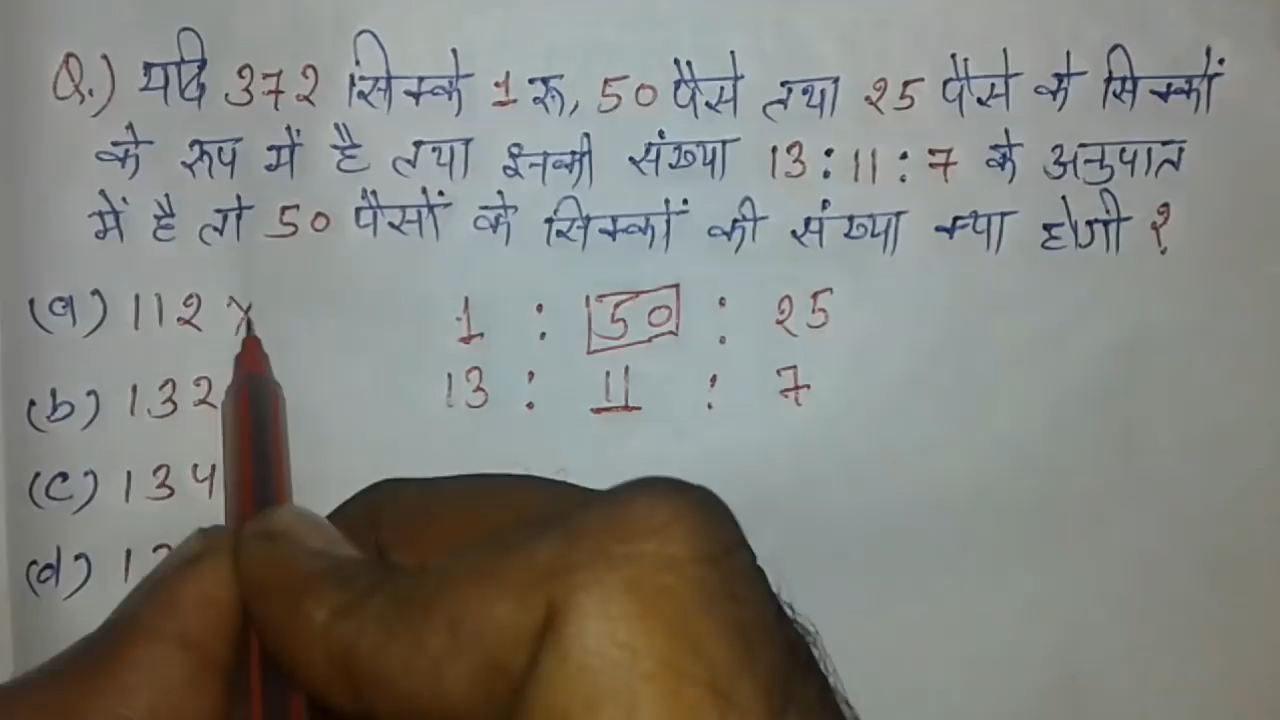 Q.) यदि 372 सिक्के 1 रू, 50 पैसे तथा 25 पैसे के सिक्कों
के रूप में है तथा इनकी संख्या 13 : 11 : 7 के अनुपात
में है तो 50 पैसों के सिक्कों की संख्या क्या होगी ?
(a) 112 x
1 : 50 : 25
(b) 132
13 : 11 : 7
(c) 134
(d)